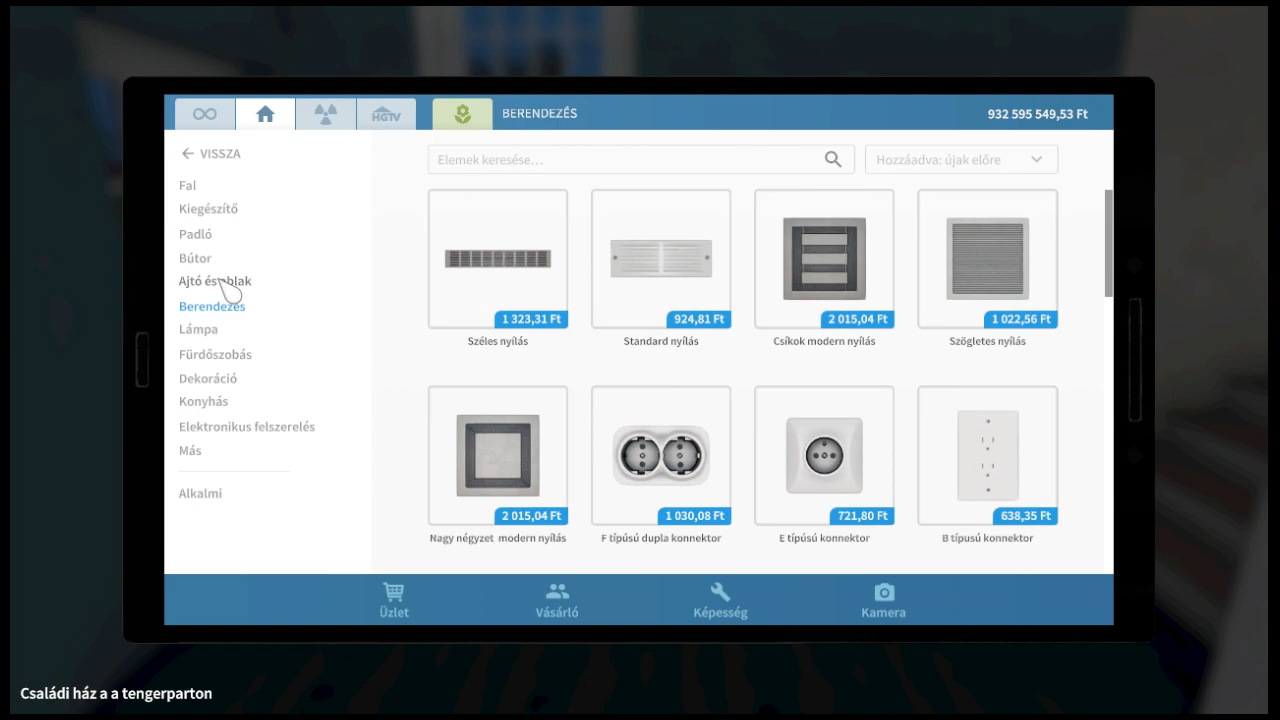 HGTV
BERENDEZÉS
932 595 549,53 Ft
VISSZA
Fal
Kiegészítő
Padló
Bútor
Ajtó és ablak
Berendezés
Lámpa
Fürdőszobás
Dekoráció
Konyhás
Elektronikus felszerelés
Más
Alkalmi
Elemek keresése...
Hozzáadva: újak előre
1 323,31 Ft
924,81 Ft
2 015,04 Ft
1 022,56 Ft
Széles nyílás
Standard nyílás
Csíkok modern nyílás
Szögletes nyílás
2 015,04 Ft
1 030,08 Ft
721,80 Ft
638,35 Ft
Nagy négyzet modern nyílás
F típúsú dupla konnektor
E típúsú konnektor
B típusú konnektor
Üzlet
Vásárló
Képesség
Kamera
Családi ház a a tengerparton